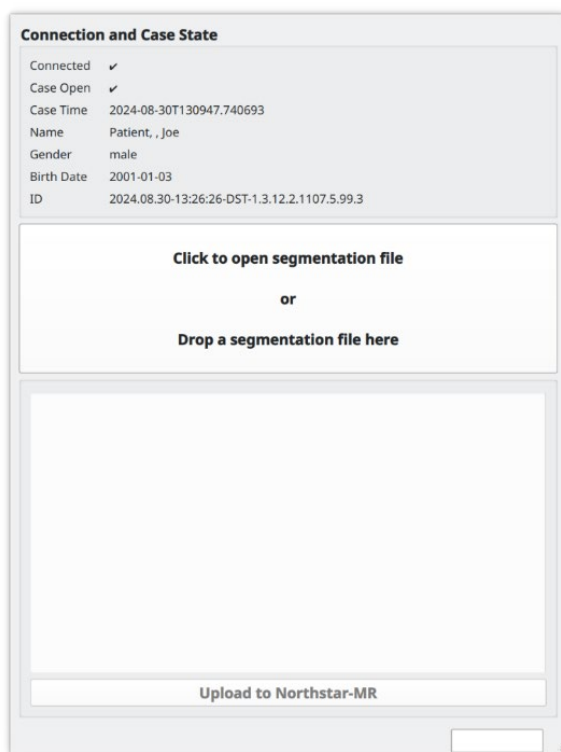 Connection and Case State
Connected ✔
Case Open ✔
Case Time 2024-08-30T130947.740693
Name Patient, , Joe
Gender male
Birth Date 2001-01-03
ID 2024.08.30-13:26:26-DST-1.3.12.2.1107.5.99.3
Click to open segmentation file
or
Drop a segmentation file here
Upload to Northstar-MR